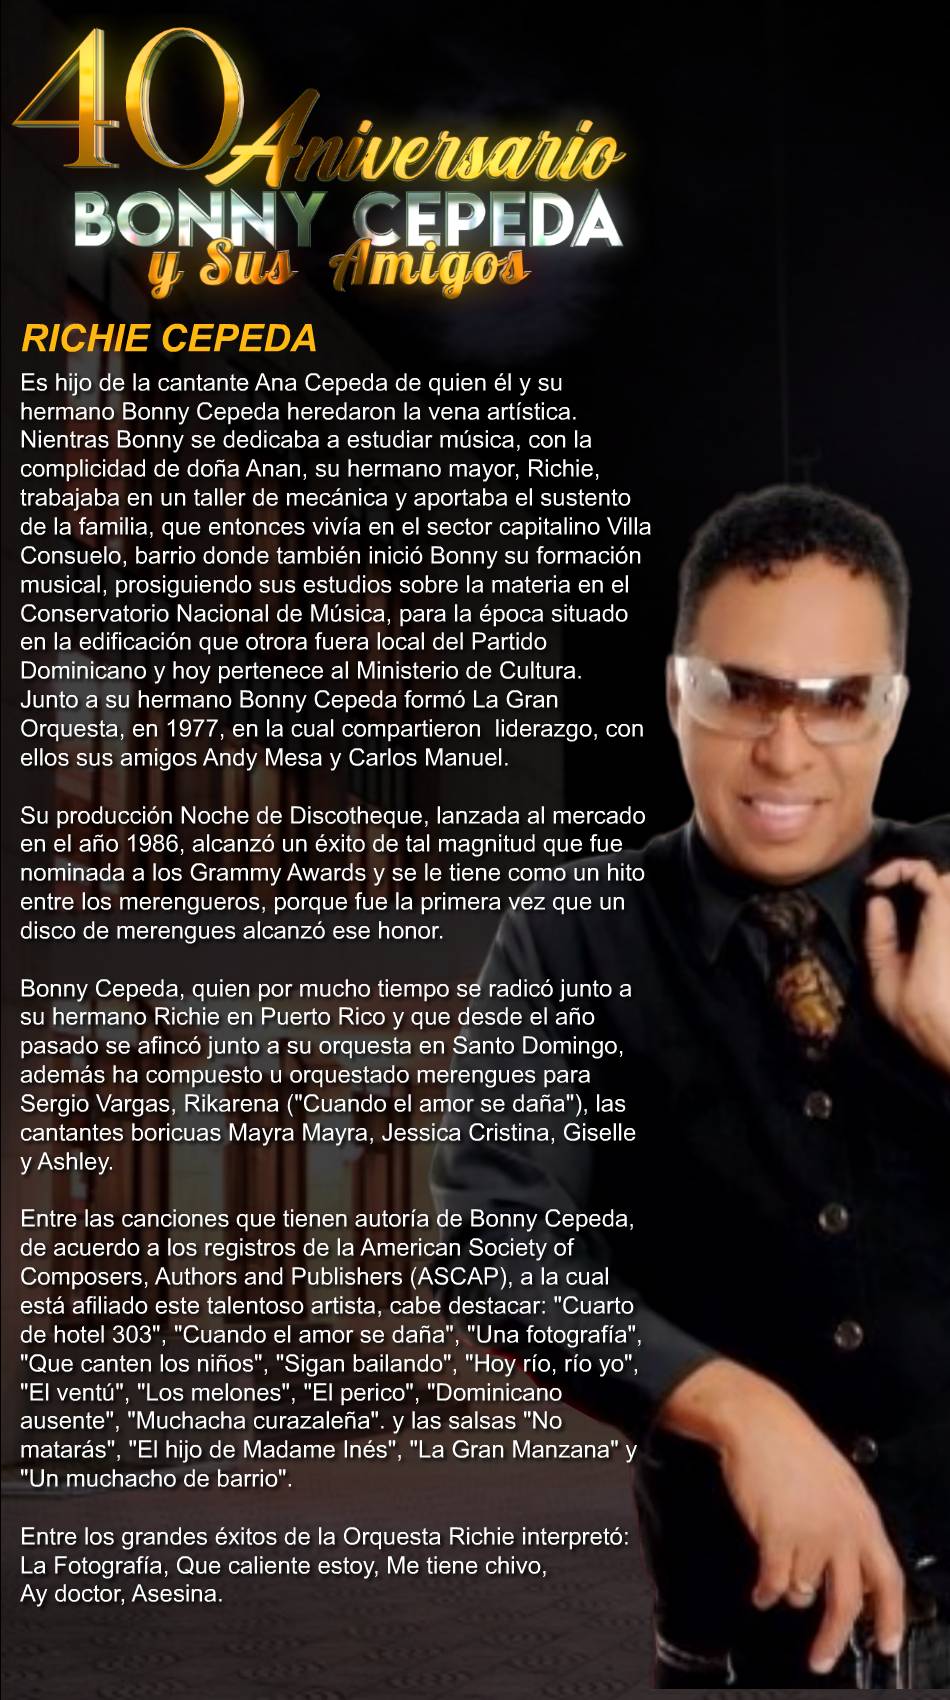 40 Aniversario
BONNY CEPEDA
y Sus Amigos
RICHIE CEPEDA
Es hijo de la cantante Ana Cepeda de quien él y su
hermano Bonny Cepeda heredaron la vena artística.
Nientras Bonny se dedicaba a estudiar música, con la
complicidad de doña Anan, su hermano mayor, Richie,
trabajaba en un taller de mecánica y aportaba el sustento
de la familia, que entonces vivía en el sector capitalino Villa
Consuelo, barrio donde también inició Bonny su formación
musical, prosiguiendo sus estudios sobre la materia en el
Conservatorio Nacional de Música, para la época situado
en la edificación que otrora fuera local del Partido
Dominicano y hoy pertenece al Ministerio de Cultura.
Junto a su hermano Bonny Cepeda formó La Gran
Orquesta, en 1977, en la cual compartieron  liderazgo, con
ellos sus amigos Andy Mesa y Carlos Manuel.
Su producción Noche de Discotheque, lanzada al mercado
en el año 1986, alcanzó un éxito de tal magnitud que fue
nominada a los Grammy Awards y se le tiene como un hito
entre los merengueros, porque fue la primera vez que un
disco de merengues alcanzó ese honor.
Bonny Cepeda, quien por mucho tiempo se radicó junto a
su hermano Richie en Puerto Rico y que desde el año
pasado se afincó junto a su orquesta en Santo Domingo,
además ha compuesto u orquestado merengues para
Sergio Vargas, Rikarena ("Cuando el amor se daña"), las
cantantes boricuas Mayra Mayra, Jessica Cristina, Giselle
y Ashley.
Entre las canciones que tienen autoría de Bonny Cepeda,
de acuerdo a los registros de la American Society of
Composers, Authors and Publishers (ASCAP), a la cual
está afiliado este talentoso artista, cabe destacar: "Cuarto
de hotel 303", "Cuando el amor se daña", "Una fotografía",
"Que canten los niños", "Sigan bailando", "Hoy río, río yo",
"El ventú", "Los melones", "El perico", "Dominicano
ausente", "Muchacha curazaleña". y las salsas "No
matarás", "El hijo de Madame Inés", "La Gran Manzana" y
"Un muchacho de barrio".
Entre los grandes éxitos de la Orquesta Richie interpretó:
La Fotografía, Que caliente estoy, Me tiene chivo,
Ay doctor, Asesina.